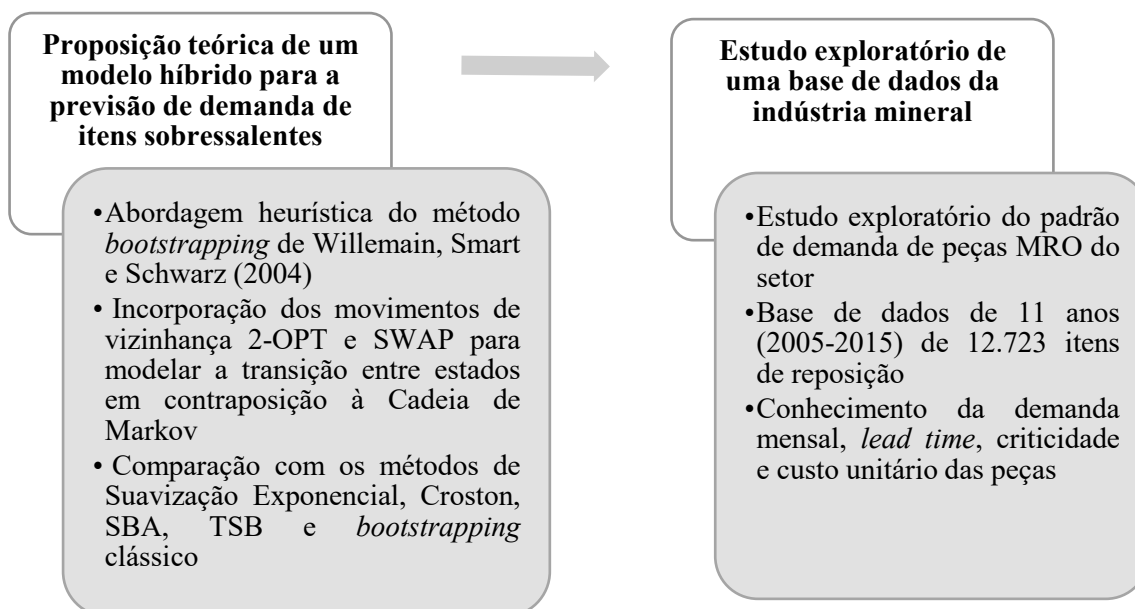 Proposição teórica de um
modelo híbrido para a
previsão de demanda de
itens sobressalentes
•Abordagem heurística do método
bootstrapping de Willemain, Smart
e Schwarz (2004)
• Incorporação dos movimentos de
vizinhança 2-OPT e SWAP para
modelar a transição entre estados
em contraposição à Cadeia de
Markov
• Comparação com os métodos de
Suavização Exponencial, Croston,
SBA, TSB e bootstrapping
clássico
Estudo exploratório de
uma base de dados da
indústria mineral
•Estudo exploratório do padrão
de demanda de peças MRO do
setor
•Base de dados de 11 anos
(2005-2015) de 12.723 itens
de reposição
•Conhecimento da demanda
mensal, lead time, criticidade
e custo unitário das peças